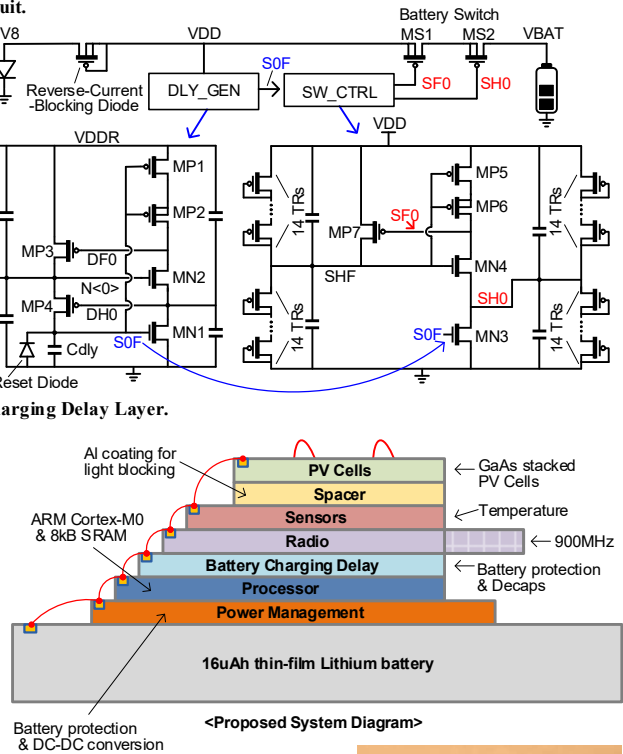 uit.
Battery Switch
V8
VDD
MS1
MS2
VBAT
S0F
Reverse-Current
-Blocking Diode
DLY_GEN
SW_CTRL
SF0
SH0
VDDR
VDD
MP1
MP5
MP2
MP6
14 TRs
MP7
SF0
14 TRs
MP3
DF0
MN2
SHF
MN4
N<0>
SH0
MP4
DH0
MN1
S0F
14 TRs
S0F
MN3
14 TRs
Cdly
Reset Diode
arging Delay Layer.
Al coating for
light blocking
PV Cells
GaAs stacked
PV Cells
Spacer
ARM Cortex-M0
& 8kB SRAM
Sensors
Temperature
Radio
900MHz
Battery Charging Delay
Battery protection
& Decaps
Processor
Power Management
16uAh thin-film Lithium battery
<Proposed System Diagram>
Battery protection
& DC-DC conversion